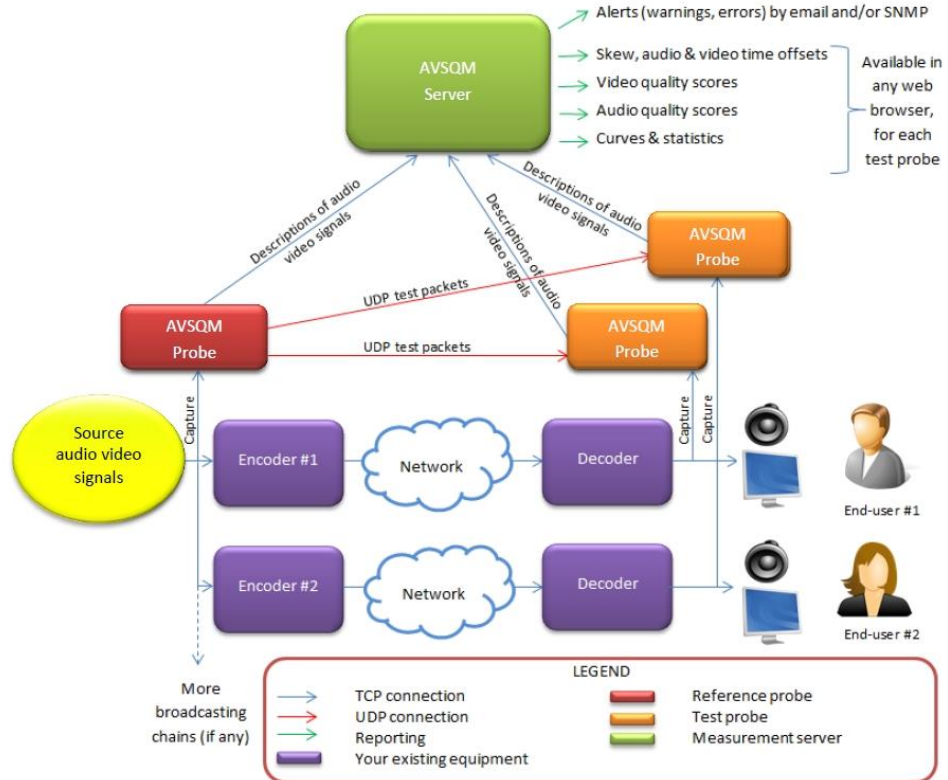 Alerts (warnings, errors) by email and/or SNMP
AVSQM
Server
Skew, audio & video time offsets
Video quality scores
Audio quality scores
Curves & statistics
Available in
any web
browser,
for each
test probe
Descriptions of audio
video signals
Descriptions of audio
video signals
Descriptions of audio
video signals
AVSQM
Probe
UDP test packets
AVSQM
Probe
UDP test packets
AVSQM
Probe
Capture
Capture
Capture
Source
audio video
signals
Encoder #1
Network
Decoder
End-user #1
Encoder #2
Network
Decoder
End-user #2
More
broadcasting
chains (if any)
LEGEND
TCP connection
UDP connection
Reporting
Your existing equipment
Reference probe
Test probe
Measurement server